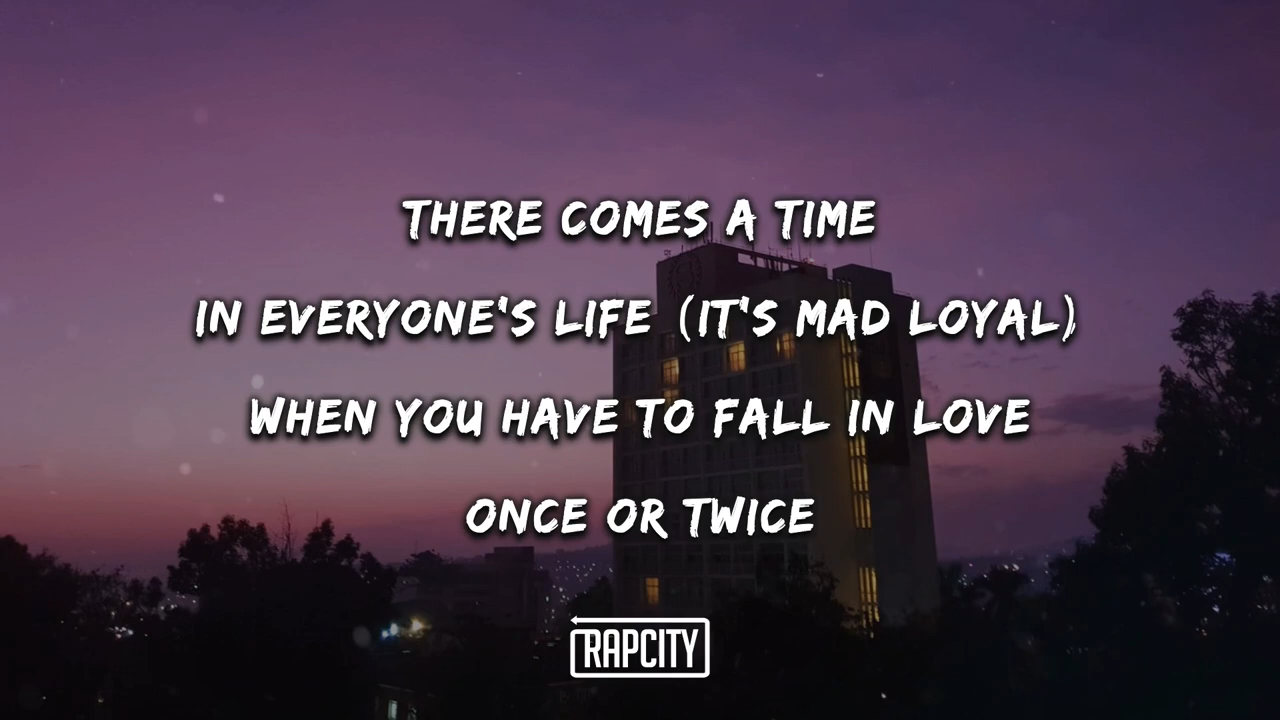 THERE COMES A TIME
IN EVERYONE'S LIFE (IT'S MAD LOYAL)
WHEN YOU HAVE TO FALL IN LOVE
ONCE OR TWICE
RAPCITY